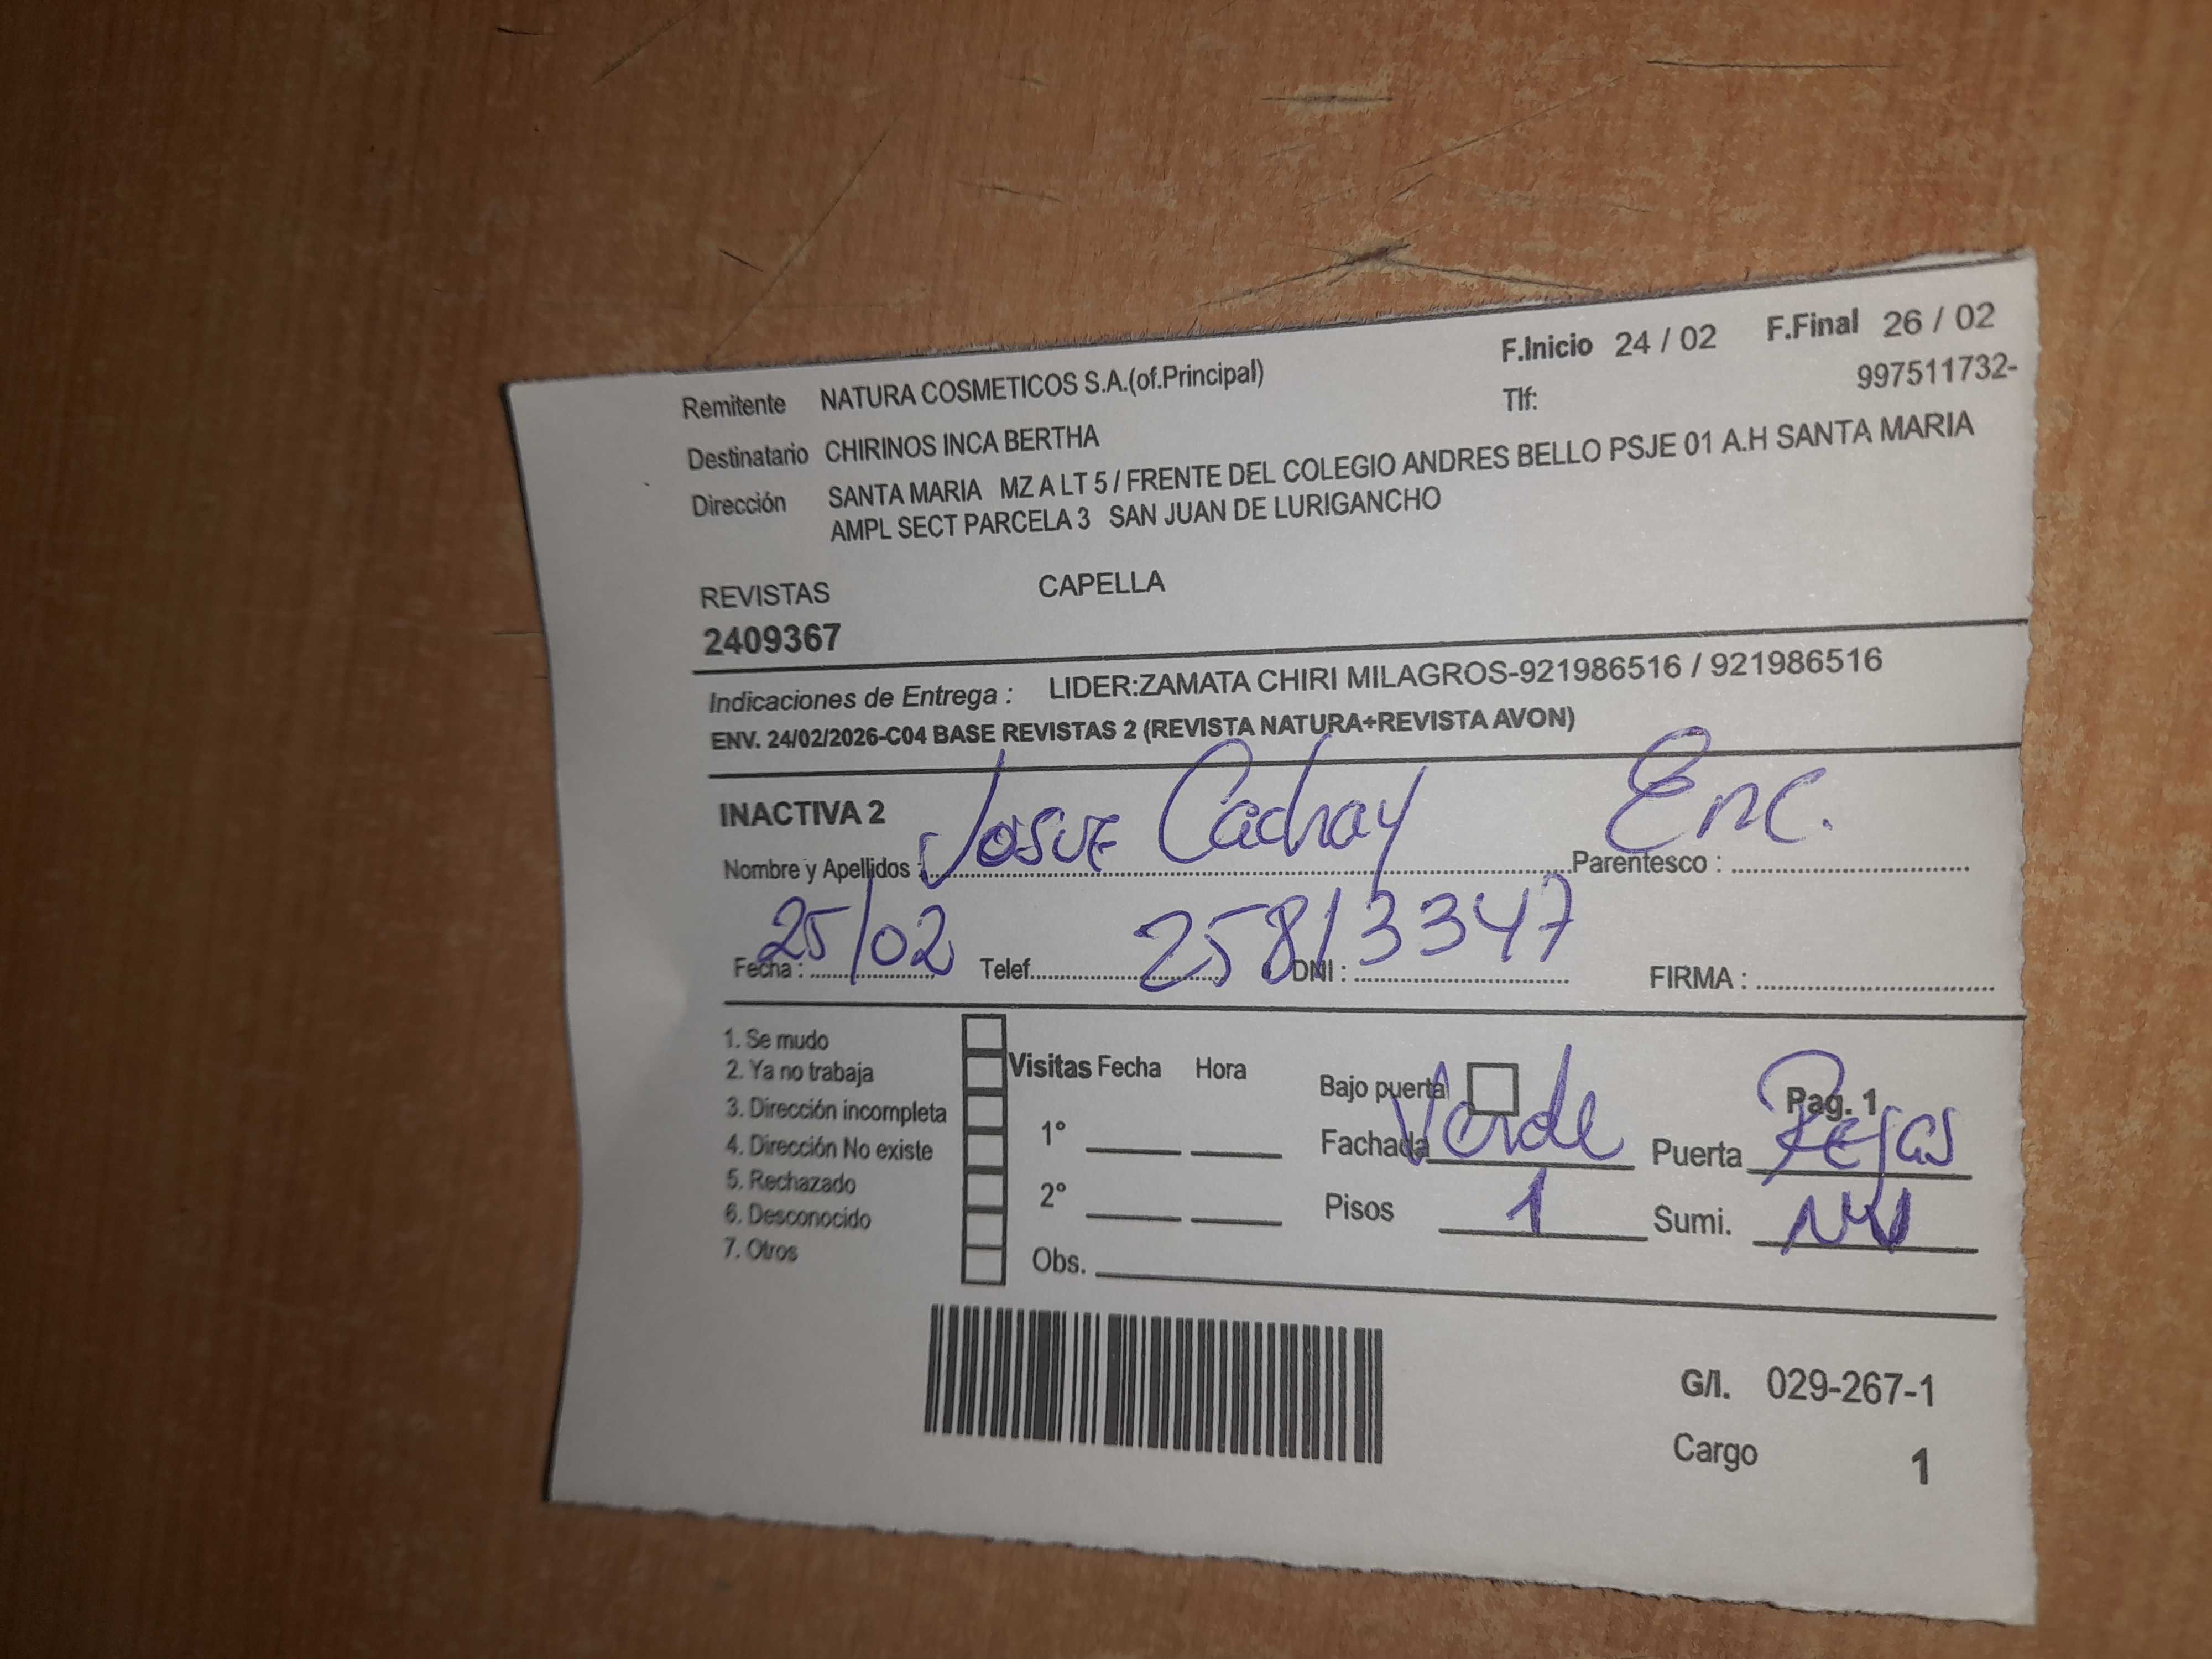 F.Inicio 24 / 02 F.Final 26 / 02
Remitente NATURA COSMETICOS S.A.(of.Principal) Tlf: 997511732-
Destinatario CHIRINOS INCA BERTHA
Dirección SANTA MARIA MZ A LT 5 / FRENTE DEL COLEGIO ANDRES BELLO PSJE 01 A.H SANTA MARIA
AMPL SECT PARCELA 3 SAN JUAN DE LURIGANCHO
REVISTAS CAPELLA
2409367
Indicaciones de Entrega : LIDER:ZAMATA CHIRI MILAGROS-921986516 / 921986516
ENV. 24/02/2026-C04 BASE REVISTAS 2 (REVISTA NATURA+REVISTA AVON)
INACTIVA 2
Nombre y Apellidos : Josue Cachay Parentesco : Enc.
Fecha : 25/02 Telef. DNI : 25813347 FIRMA :
1. Se mudo
2. Ya no trabaja
3. Dirección incompleta
4. Dirección No existe
5. Rechazado
6. Desconocido
7. Otros
Visitas Fecha Hora
1°
2°
Obs.
Bajo puerta Pag. 1
Fachada Verde Puerta Rejas
Pisos 1 Sumi.
G/I. 029-267-1
Cargo 1